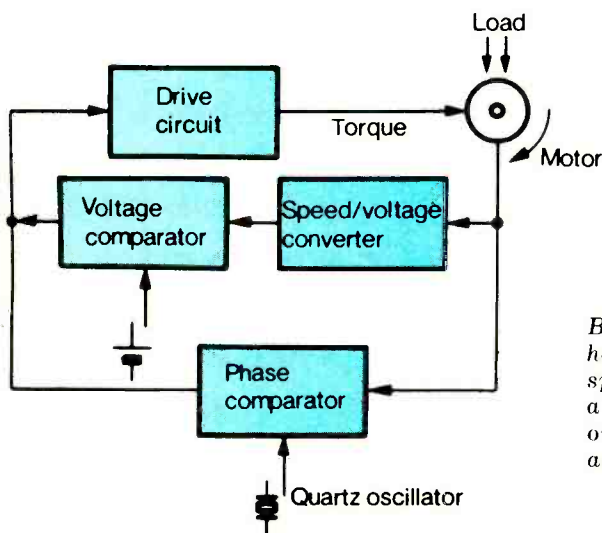 Load
Drive
circuit
Torque
Motor
Voltage
comparator
Speed/voltage
converter
Phase
comparator
Quartz oscillator